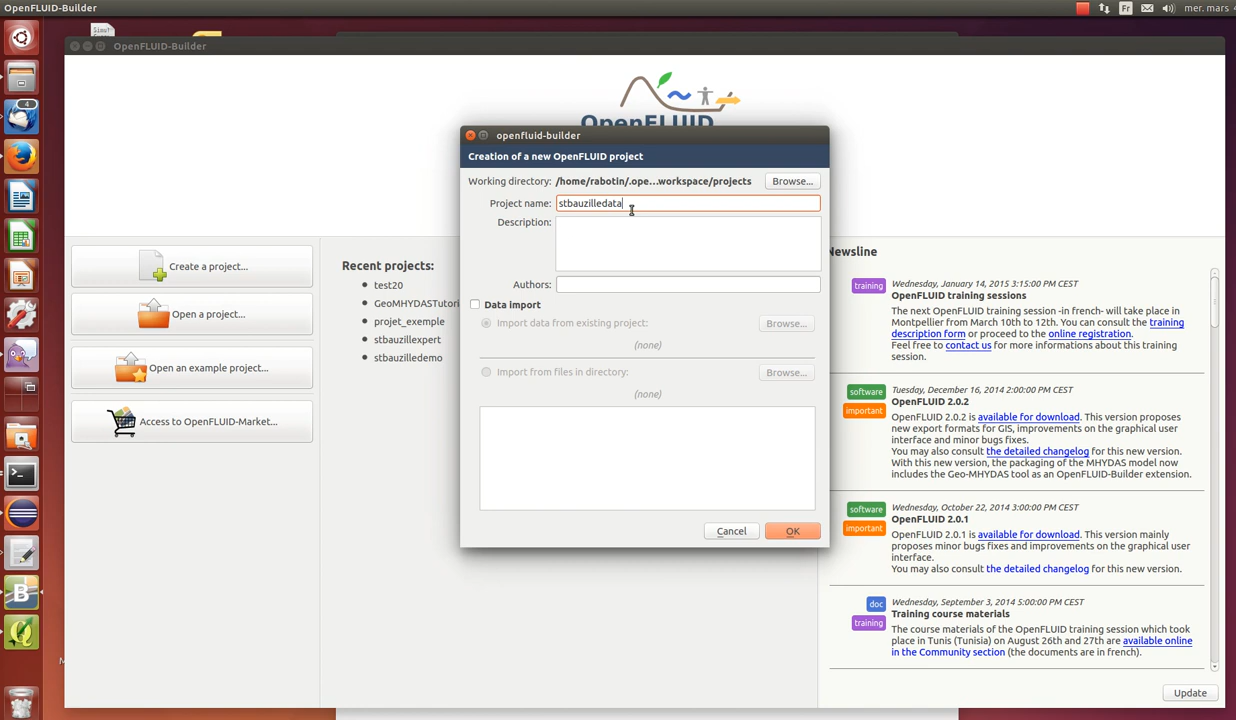 OpenFLUID-Builder
Fr
mer. mars
4
OpenFLUID-Builder
OpenFLUID
openfluid-builder
Creation of a new OpenFLUID project
Working directory: /home/rabotin/.ope...workspace/projects Browse...
Project name: stbauzilledata
Description:
Authors:
Data import
Import data from existing project: Browse...
(none)
Import from files in directory: Browse...
(none)
Cancel OK
Create a project...
Open a project...
Open an example project...
Access to OpenFLUID-Market...
Recent projects:
test20
GeoMHYDASTutori
projet_exemple
stbauzillexpert
stbauzilledemo
Newsline
training
Wednesday, January 14, 2015 3:15:00 PM CEST
OpenFLUID training sessions
The next OpenFLUID training session -in french- will take place in
Montpellier from March 10th to 12th. You can consult the training
description form or proceed to the online registration.
Feel free to contact us for more informations about this training
session.
software
important
Tuesday, December 16, 2014 2:00:00 PM CEST
OpenFLUID 2.0.2
OpenFLUID 2.0.2 is available for download. This version proposes
new export formats for GIS, improvements on the graphical user
interface and minor bugs fixes.
You may also consult the detailed changelog for this new version.
With this new version, the packaging of the MHYDAS model now
includes the Geo-MHYDAS tool as an OpenFLUID-Builder extension.
software
important
Wednesday, October 22, 2014 3:00:00 PM CEST
OpenFLUID 2.0.1
OpenFLUID 2.0.1 is available for download. This version mainly
proposes minor bug fixes and improvements on the graphical user
interface.
You may also consult the detailed changelog for this new version.
doc
training
Wednesday, September 3, 2014 5:00:00 PM CEST
Training course materials
The course materials of the OpenFLUID training session which took
place in Tunis (Tunisia) on August 26th and 27th are available online
in the Community section (the documents are in french).
Update